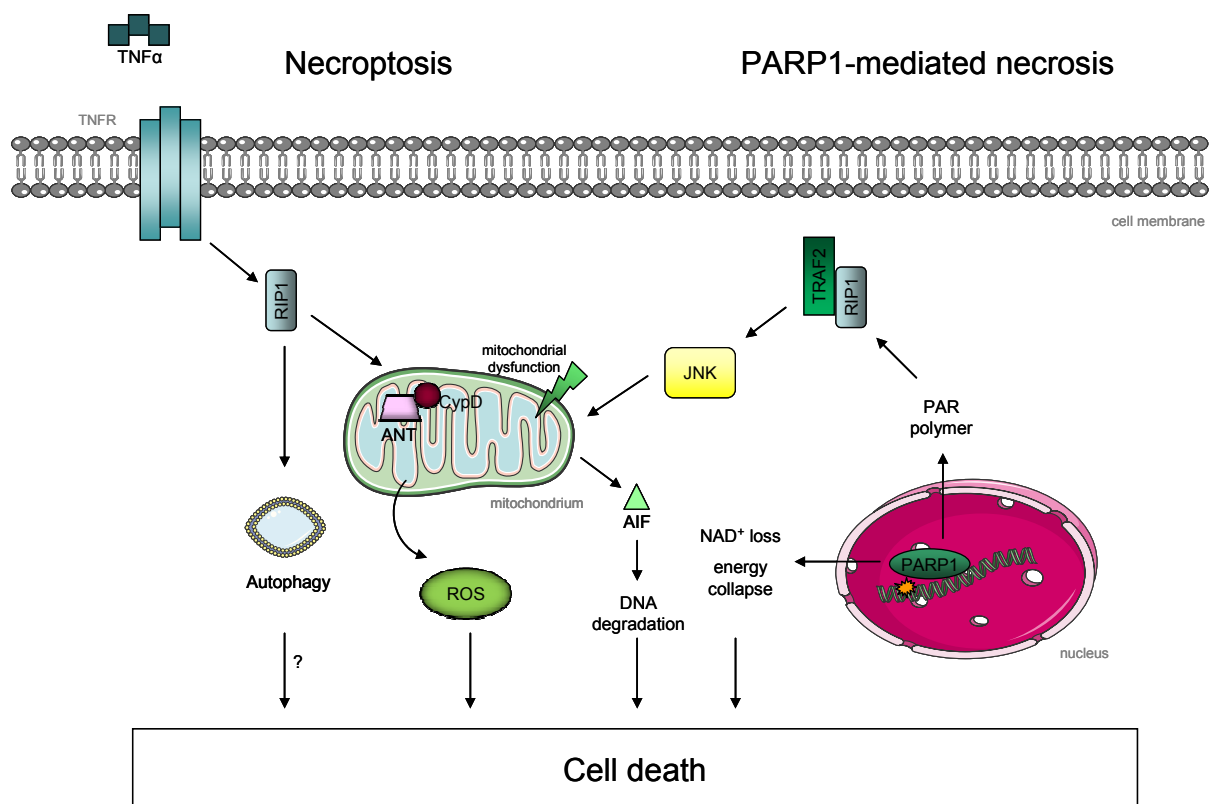 TNFα
Necroptosis
PARP1-mediated necrosis
TNFR
cell membrane
RIP1
TRAF2
RIP1
mitochondrial
dysfunction
JNK
CypD
ANT
PAR
polymer
mitochondrium
AIF
NAD⁺ loss
energy
collapse
PARP1
Autophagy
ROS
DNA
degradation
nucleus
?
Cell death